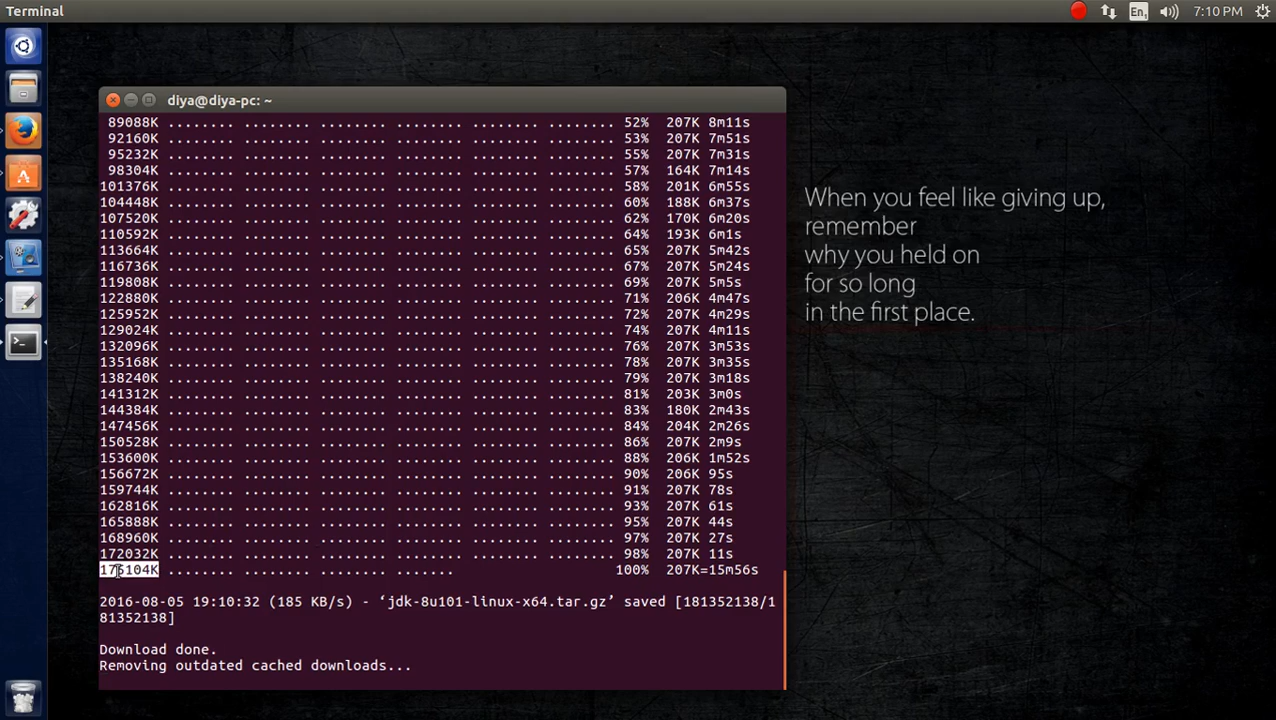 Terminal
En
7:10 PM
diya@diya-pc: ~
89088K ........ ........ ........ ........ ........ ........ 52% 207K 8m11s
92160K ........ ........ ........ ........ ........ ........ 53% 207K 7m51s
95232K ........ ........ ........ ........ ........ ........ 55% 207K 7m31s
98304K ........ ........ ........ ........ ........ ........ 57% 164K 7m14s
101376K ........ ........ ........ ........ ........ ........ 58% 201K 6m55s
104448K ........ ........ ........ ........ ........ ........ 60% 188K 6m37s
107520K ........ ........ ........ ........ ........ ........ 62% 170K 6m20s
110592K ........ ........ ........ ........ ........ ........ 64% 193K 6m1s
113664K ........ ........ ........ ........ ........ ........ 65% 207K 5m42s
116736K ........ ........ ........ ........ ........ ........ 67% 207K 5m24s
119808K ........ ........ ........ ........ ........ ........ 69% 207K 5m5s
122880K ........ ........ ........ ........ ........ ........ 71% 206K 4m47s
125952K ........ ........ ........ ........ ........ ........ 72% 207K 4m29s
129024K ........ ........ ........ ........ ........ ........ 74% 207K 4m11s
132096K ........ ........ ........ ........ ........ ........ 76% 207K 3m53s
135168K ........ ........ ........ ........ ........ ........ 78% 207K 3m35s
138240K ........ ........ ........ ........ ........ ........ 79% 207K 3m18s
141312K ........ ........ ........ ........ ........ ........ 81% 203K 3m0s
144384K ........ ........ ........ ........ ........ ........ 83% 180K 2m43s
147456K ........ ........ ........ ........ ........ ........ 84% 204K 2m26s
150528K ........ ........ ........ ........ ........ ........ 86% 207K 2m9s
153600K ........ ........ ........ ........ ........ ........ 88% 206K 1m52s
156672K ........ ........ ........ ........ ........ ........ 90% 206K 95s
159744K ........ ........ ........ ........ ........ ........ 91% 207K 78s
162816K ........ ........ ........ ........ ........ ........ 93% 207K 61s
165888K ........ ........ ........ ........ ........ ........ 95% 207K 44s
168960K ........ ........ ........ ........ ........ ........ 97% 207K 27s
172032K ........ ........ ........ ........ ........ ........ 98% 207K 11s
175104K ........ ........ ........ ....... 100% 207K=15m56s
2016-08-05 19:10:32 (185 KB/s) - ‘jdk-8u101-linux-x64.tar.gz’ saved [181352138/1
81352138]
Download done.
Removing outdated cached downloads...
When you feel like giving up,
remember
why you held on
for so long
in the first place.